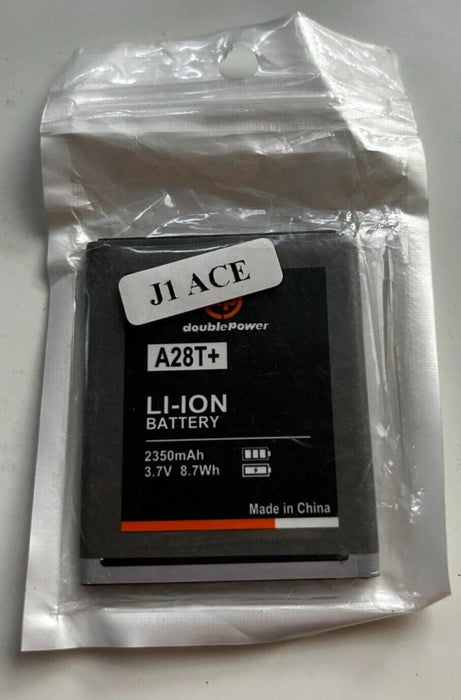 J1 ACE
doublePower
A28T+
LI-ION
BATTERY
2350mAh
3.7V 8.7Wh
Made in China